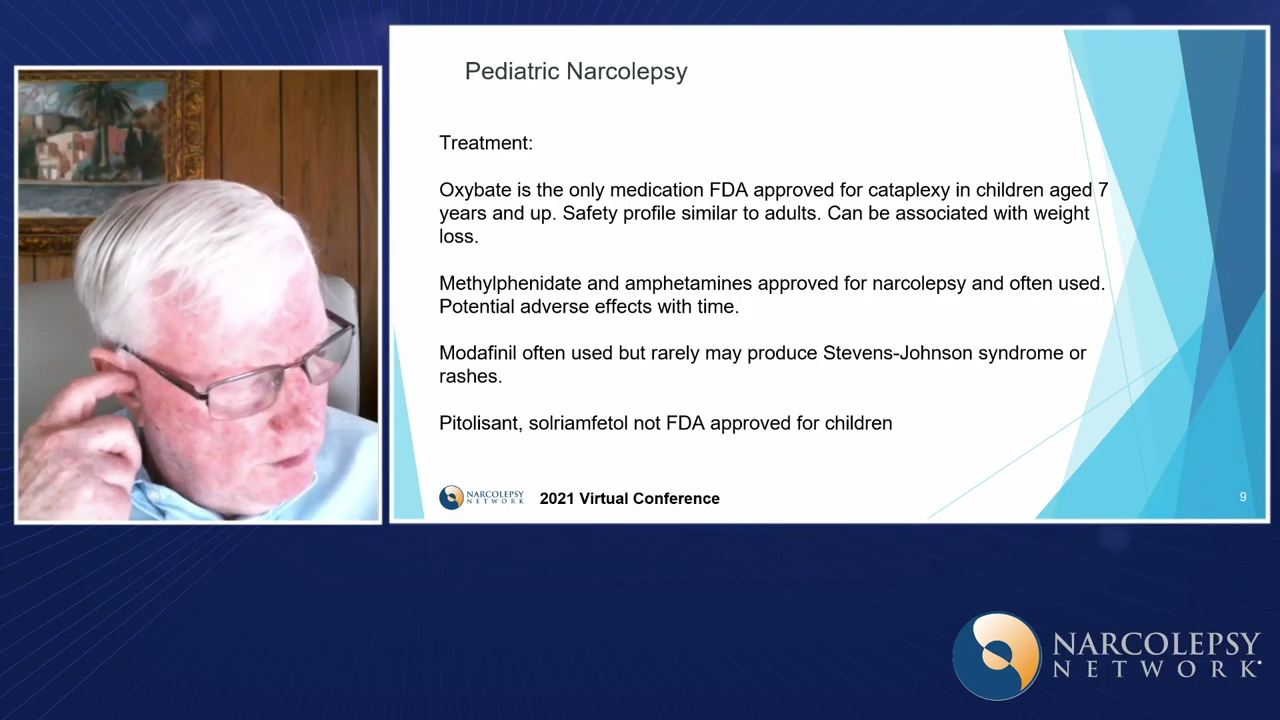 Pediatric Narcolepsy
Treatment:
Oxybate is the only medication FDA approved for cataplexy in children aged 7
years and up. Safety profile similar to adults. Can be associated with weight
loss.
Methylphenidate and amphetamines approved for narcolepsy and often used.
Potential adverse effects with time.
Modafinil often used but rarely may produce Stevens-Johnson syndrome or
rashes.
Pitolisant, solriamfetol not FDA approved for children
NARCOLEPSY
NETWORK
2021 Virtual Conference
9
NARCOLEPSY
NETWORK